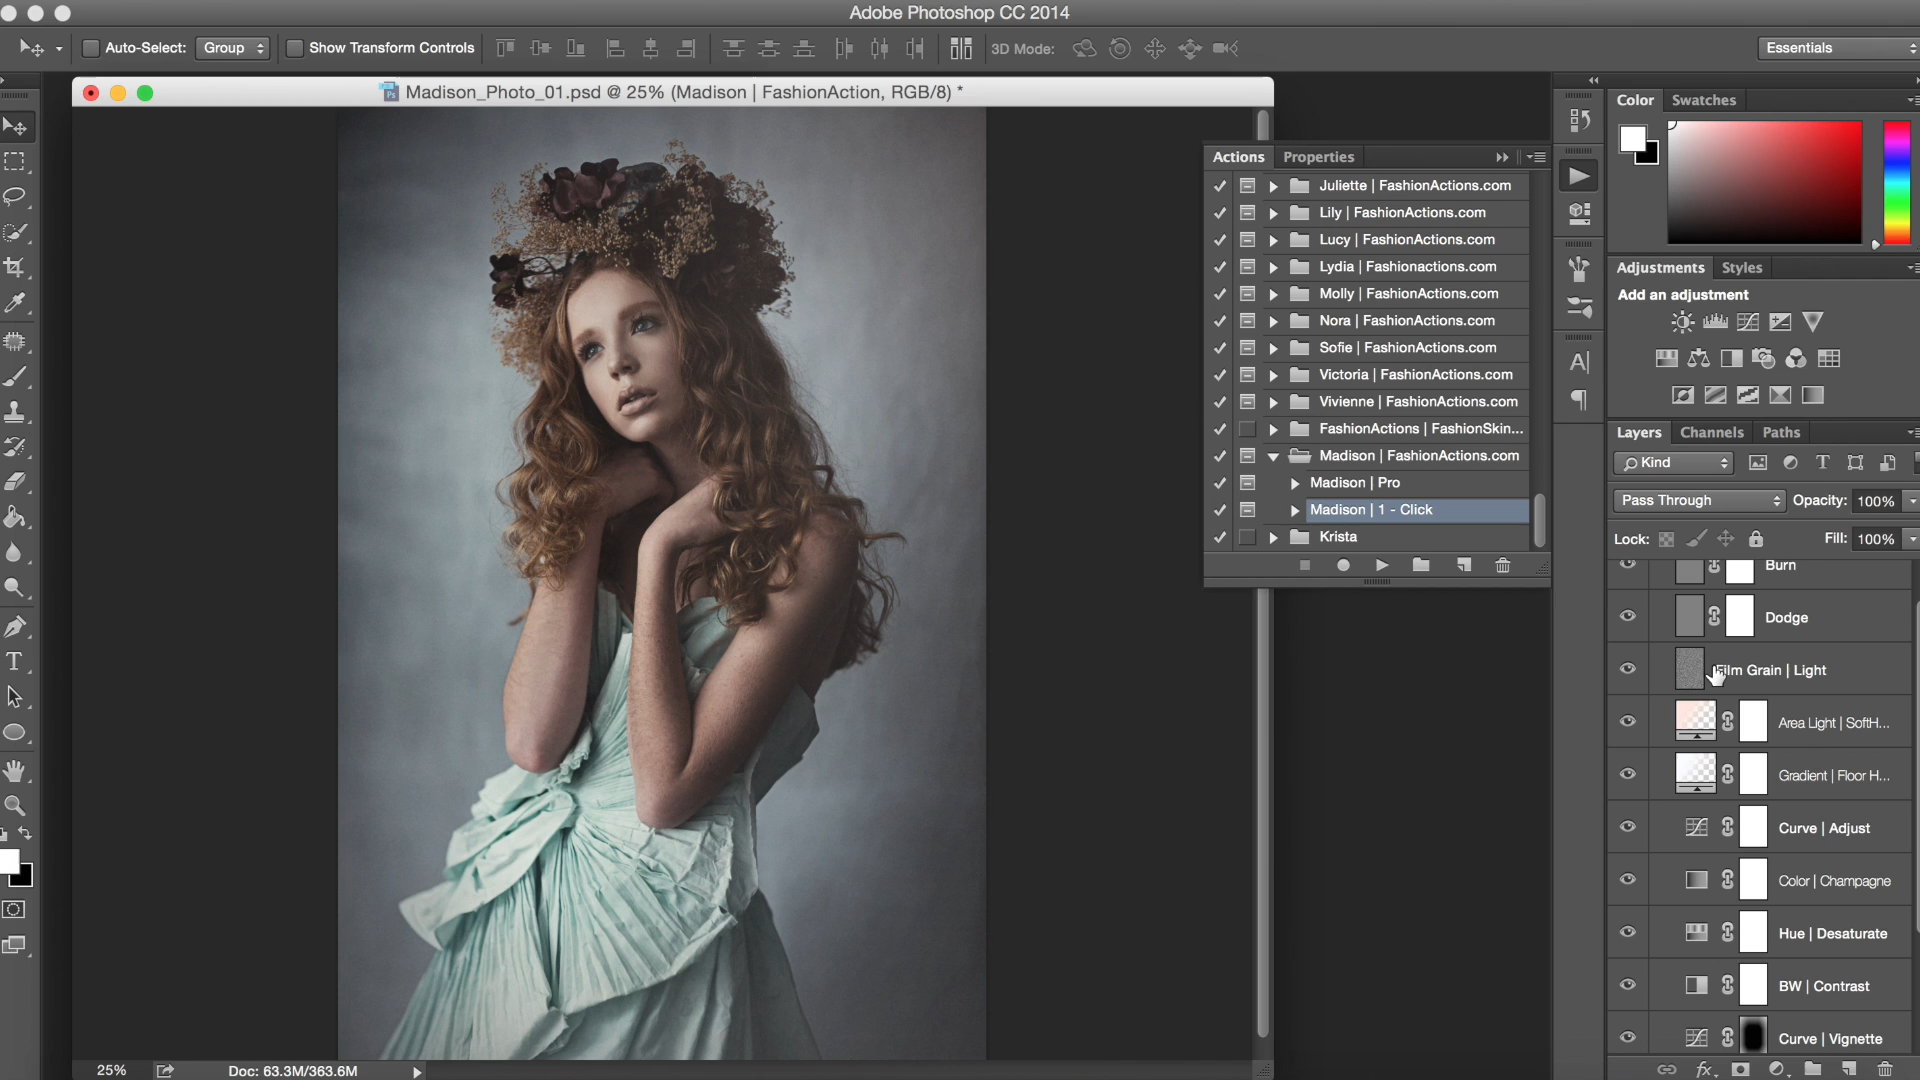 Adobe Photoshop CC 2014
Auto-Select: Group Show Transform Controls 3D Mode: Essentials
Madison_Photo_01.psd @ 25% (Madison | FashionAction, RGB/8) *
Color Swatches
Actions Properties
Juliette | FashionActions.com
Lily | FashionActions.com
Lucy | FashionActions.com
Lydia | Fashionactions.com
Molly | FashionActions.com
Nora | FashionActions.com
Sofie | FashionActions.com
Victoria | FashionActions.com
Vivienne | FashionActions.com
FashionActions | FashionSkin...
Madison | FashionActions.com
Madison | Pro
Madison | 1 - Click
Krista
Adjustments Styles
Add an adjustment
Layers Channels Paths
Kind
Pass Through Opacity: 100%
Lock: Fill: 100%
Burn
Dodge
Film Grain | Light
Area Light | SoftH...
Gradient | Floor H...
Curve | Adjust
Color | Champagne
Hue | Desaturate
BW | Contrast
Curve | Vignette
25% Doc: 63.3M/363.6M